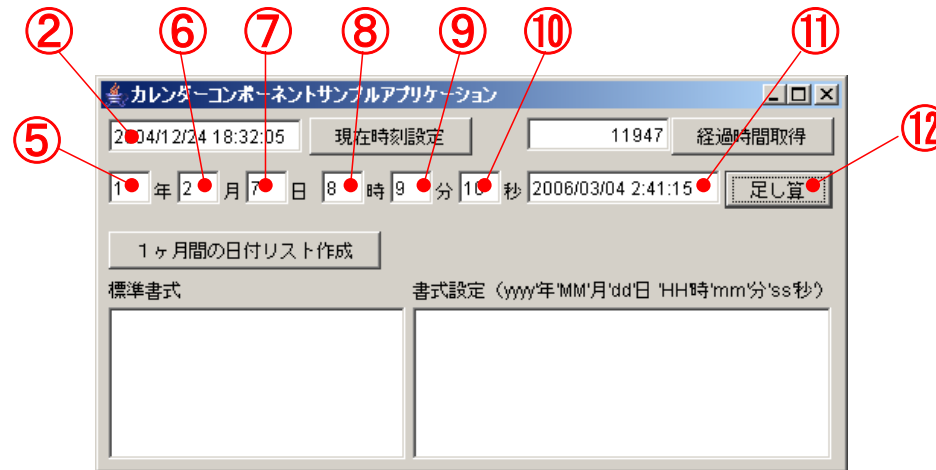 ② ⑥ ⑦ ⑧ ⑨ ⑩ ⑪
カレンダーコンポーネントサンプルアプリケーション
⑤ 2004/12/24 18:32:05 現在時刻設定 11947 経過時間取得 ⑫
1 年 2 月 7 日 8 時 9 分 10 秒 2006/03/04 2:41:15 足し算
1ヶ月間の日付リスト作成
標準書式 書式設定（yyyy'年'MM'月'dd'日 'HH'時'mm'分'ss'秒'）